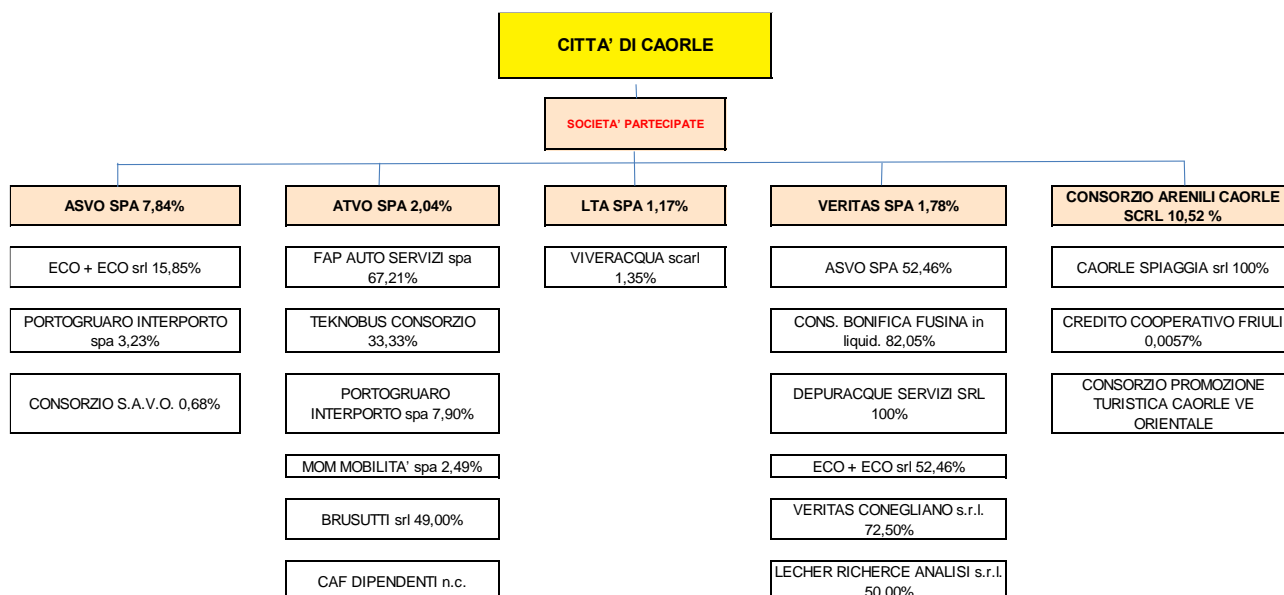 CITTA’ DI CAORLE
SOCIETA’ PARTECIPATE
ASVO SPA 7,84%
ECO + ECO srl 15,85%
PORTOGRUARO INTERPORTO
spa 3,23%
CONSORZIO S.A.V.O. 0,68%
ATVO SPA 2,04%
FAP AUTO SERVIZI spa
67,21%
TEKNOBUS CONSORZIO
33,33%
PORTOGRUARO
INTERPORTO spa 7,90%
MOM MOBILITA’ spa 2,49%
BRUSUTTI srl 49,00%
CAF DIPENDENTI n.c.
LTA SPA 1,17%
VIVERACQUA scarl
1,35%
VERITAS SPA 1,78%
ASVO SPA 52,46%
CONS. BONIFICA FUSINA in
liquid. 82,05%
DEPURACQUE SERVIZI SRL
100%
ECO + ECO srl 52,46%
VERITAS CONEGLIANO s.r.l.
72,50%
LECHER RICHERCE ANALISI s.r.l.
50,00%
CONSORZIO ARENILI CAORLE
SCRL 10,52 %
CAORLE SPIAGGIA srl 100%
CREDITO COOPERATIVO FRIULI
0,0057%
CONSORZIO PROMOZIONE
TURISTICA CAORLE VE
ORIENTALE